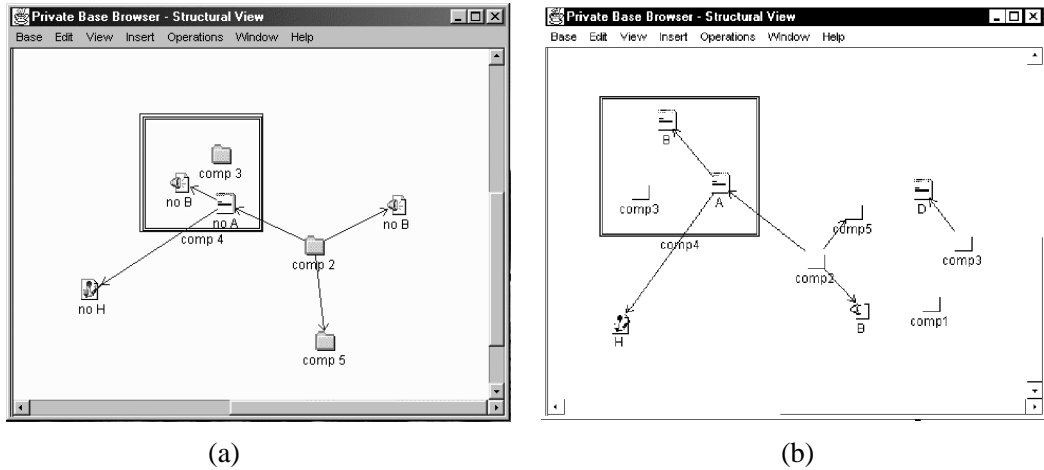 Private Base Browser - Structural View
Base Edit View Insert Operations Window Help
comp 3
no B
no A
no B
comp 4
comp 2
no H
comp 5
(a)
Private Base Browser - Structural View
Base Edit View Insert Operations Window Help
B
A
comp3
D
comp5
comp4
comp3
comp2
comp1
B
H
(b)